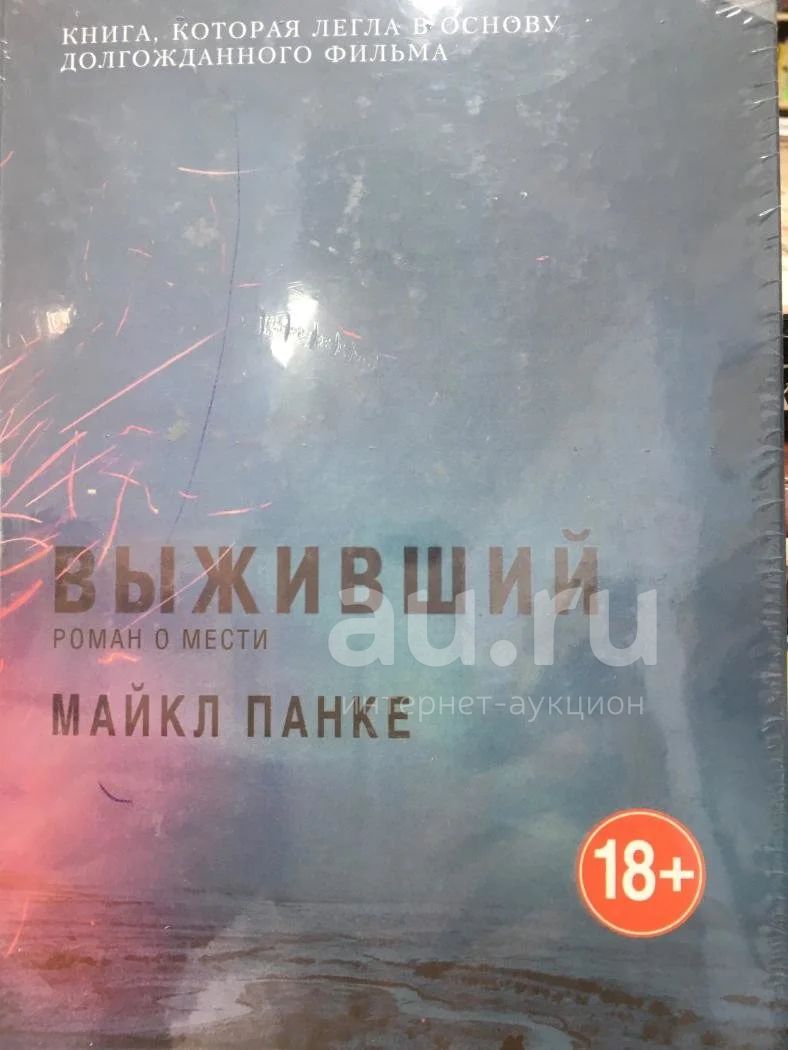 КНИГА, КОТОРАЯ ЛЕГЛА В ОСНОВУ
ДОЛГОЖДАННОГО ФИЛЬМА
ВЫЖИВШИЙ
РОМАН О МЕСТИ
au.ru
интернет-аукцион
МАЙКЛ ПАНКЕ
18+